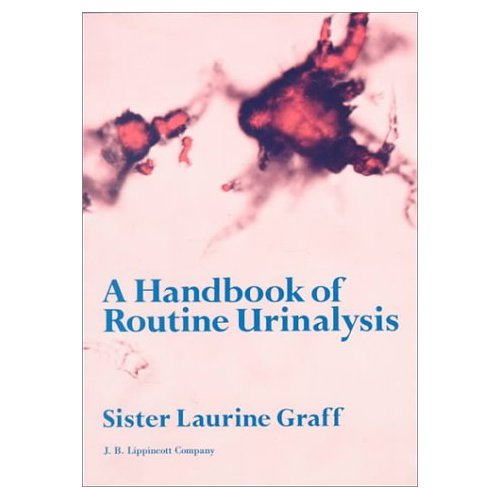 A Handbook of
Routine Urinalysis
Sister Laurine Graff
J. B. Lippincott Company